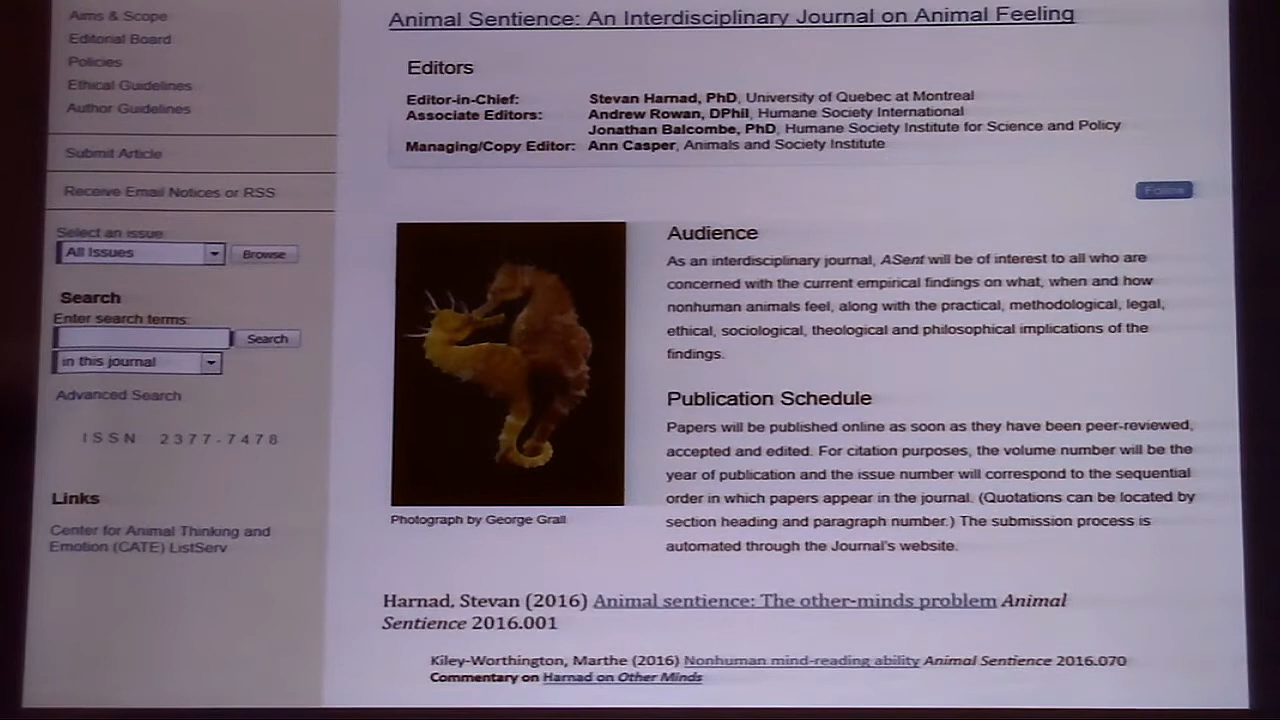 Aims & Scope
Editorial Board
Policies
Ethical Guidelines
Author Guidelines
Submit Article
Receive Email Notices or RSS
Select an issue:
All Issues
Browse
Search
Enter search terms:
Search
in this journal
Advanced Search
ISSN 2377-7478
Links
Center for Animal Thinking and
Emotion (CATE) ListServ
Animal Sentience: An Interdisciplinary Journal on Animal Feeling
Editors
Editor-in-Chief: Stevan Harnad, PhD, University of Quebec at Montreal
Associate Editors: Andrew Rowan, DPhil, Humane Society International
Jonathan Balcombe, PhD, Humane Society Institute for Science and Policy
Managing/Copy Editor: Ann Casper, Animals and Society Institute
Follow
Photograph by George Grall
Audience
As an interdisciplinary journal, ASent will be of interest to all who are
concerned with the current empirical findings on what, when and how
nonhuman animals feel, along with the practical, methodological, legal,
ethical, sociological, theological and philosophical implications of the
findings.
Publication Schedule
Papers will be published online as soon as they have been peer-reviewed,
accepted and edited. For citation purposes, the volume number will be the
year of publication and the issue number will correspond to the sequential
order in which papers appear in the journal. (Quotations can be located by
section heading and paragraph number.) The submission process is
automated through the Journal's website.
Harnad, Stevan (2016) Animal sentience: The other-minds problem Animal
Sentience 2016.001
Kiley-Worthington, Marthe (2016) Nonhuman mind-reading ability Animal Sentience 2016.070
Commentary on Harnad on Other Minds